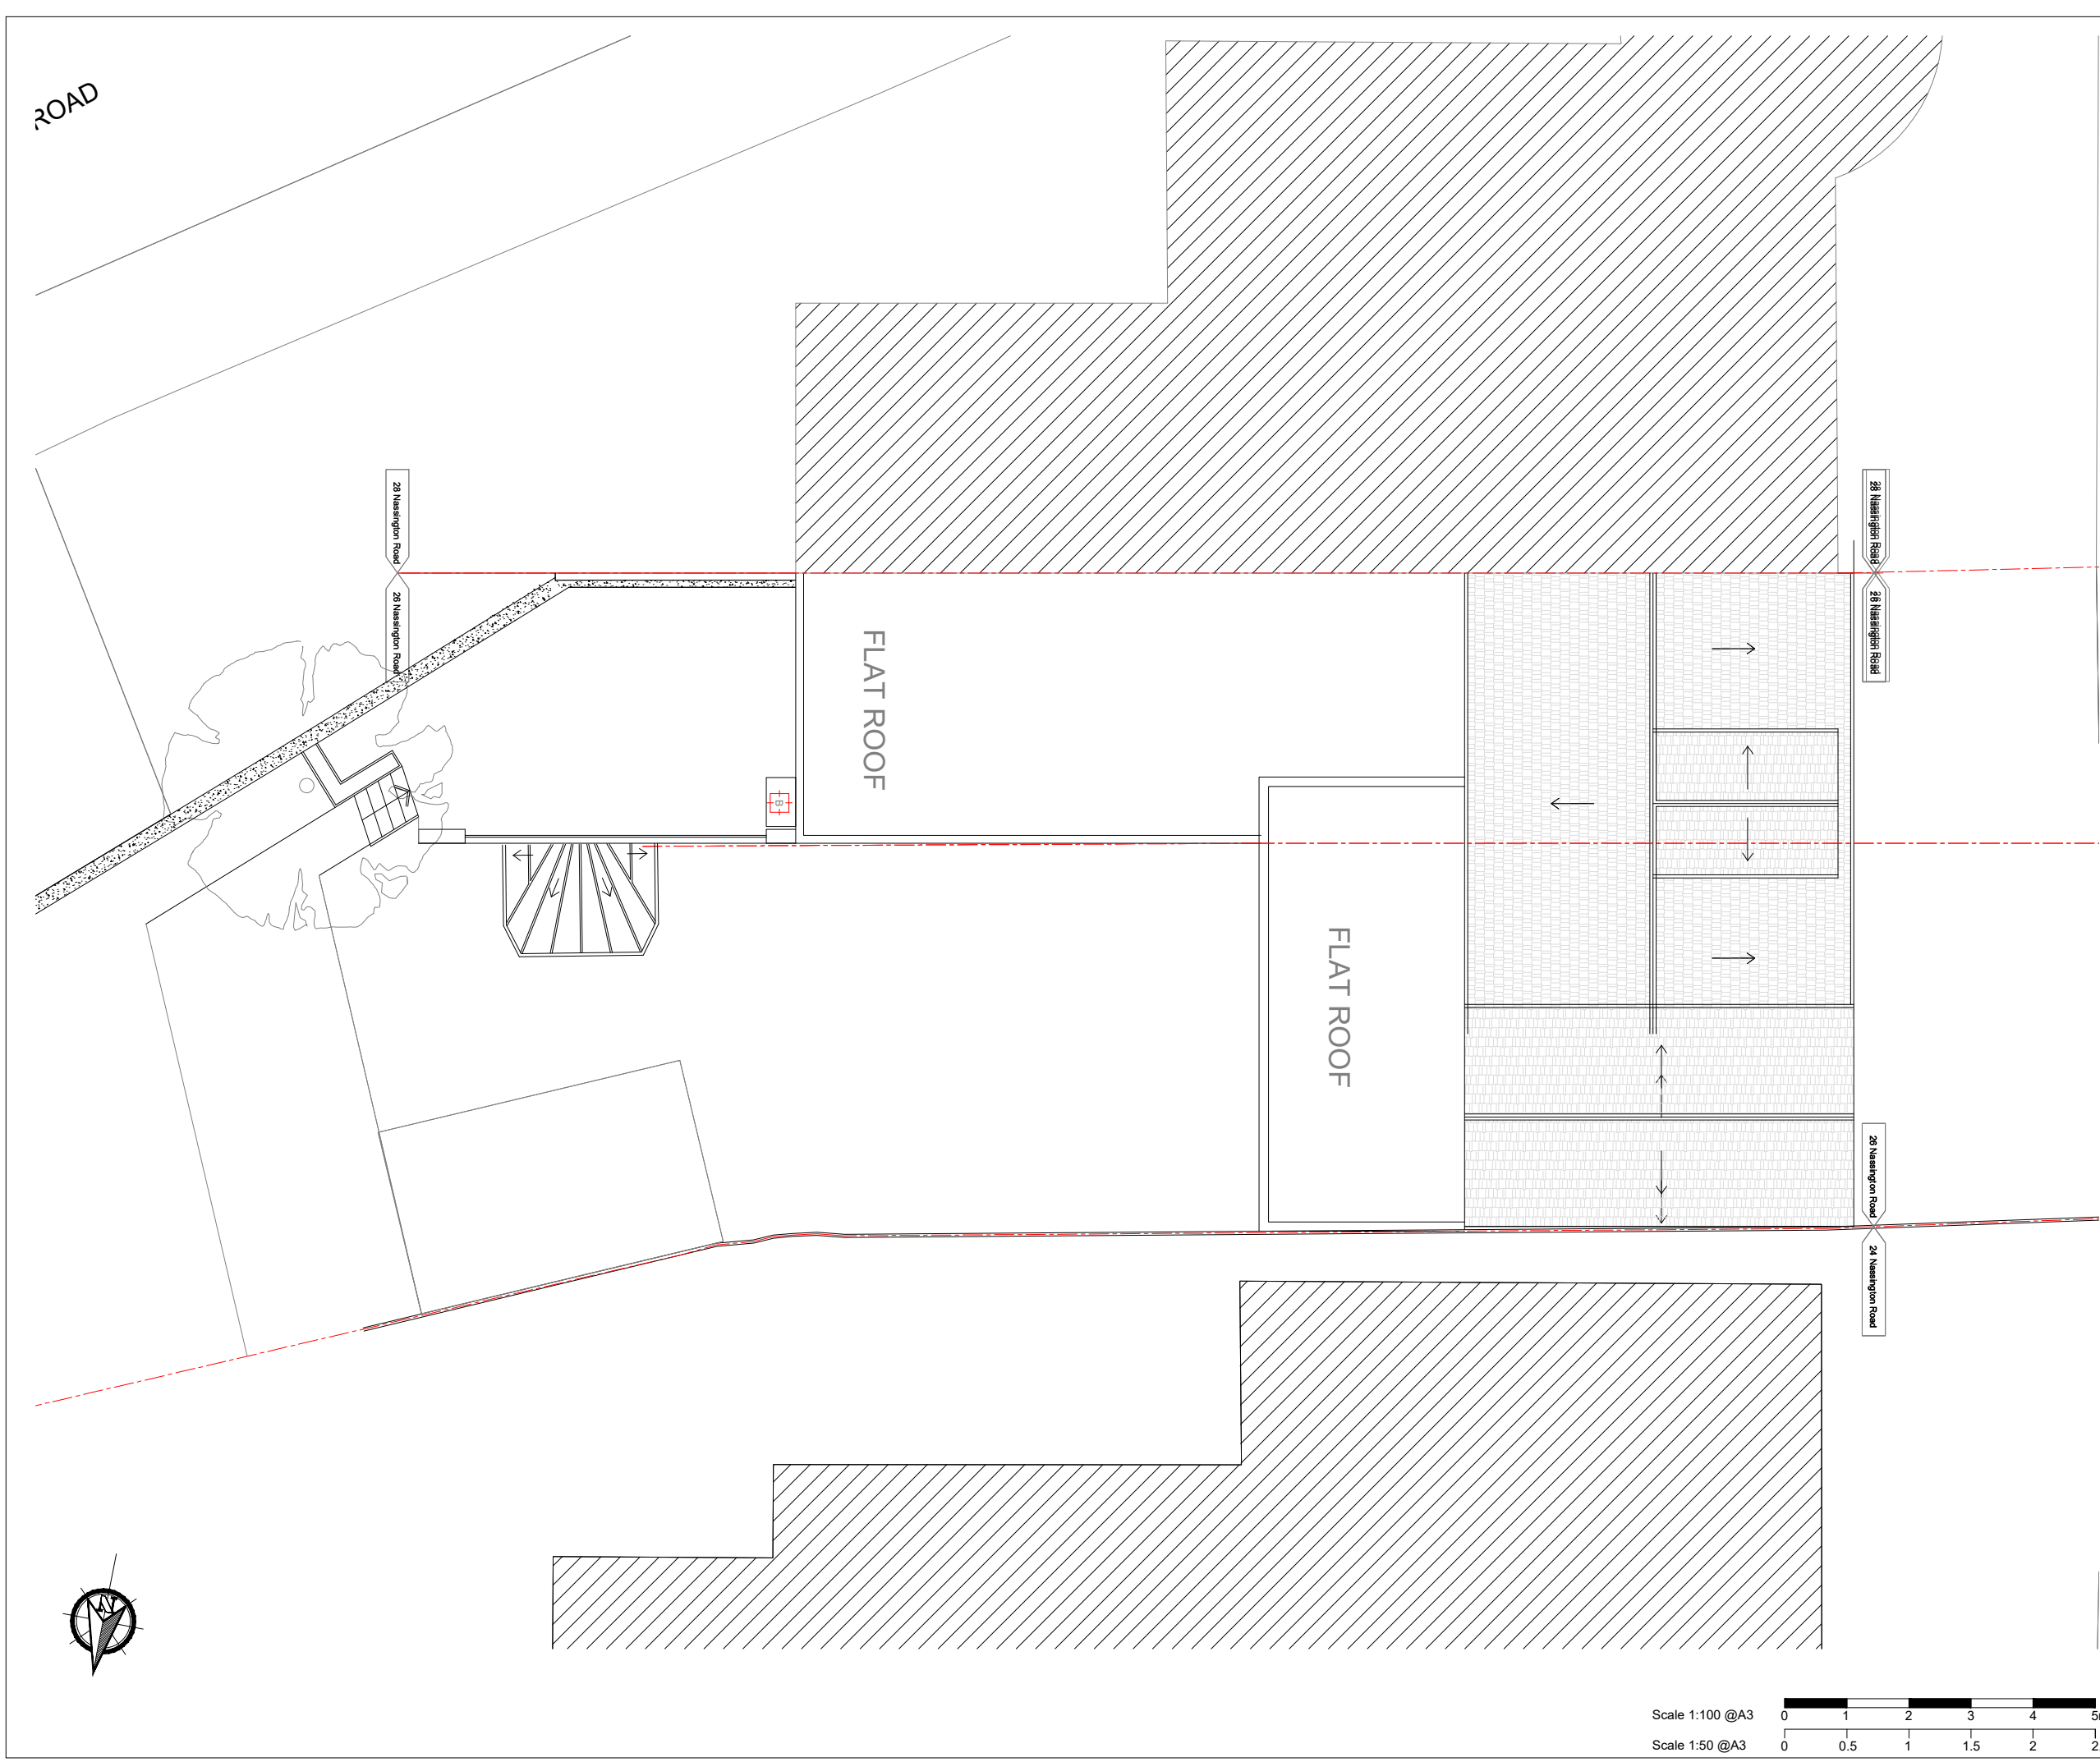 ROAD
28 Nassington Road
26 Nassington Road
28 Nassington Road
26 Nassington Road
FLAT ROOF
B
FLAT ROOF
26 Nassington Road
24 Nassington Road
N
Scale 1:100 @A3
0 1 2 3 4
Scale 1:50 @A3
0 0.5 1 1.5 2